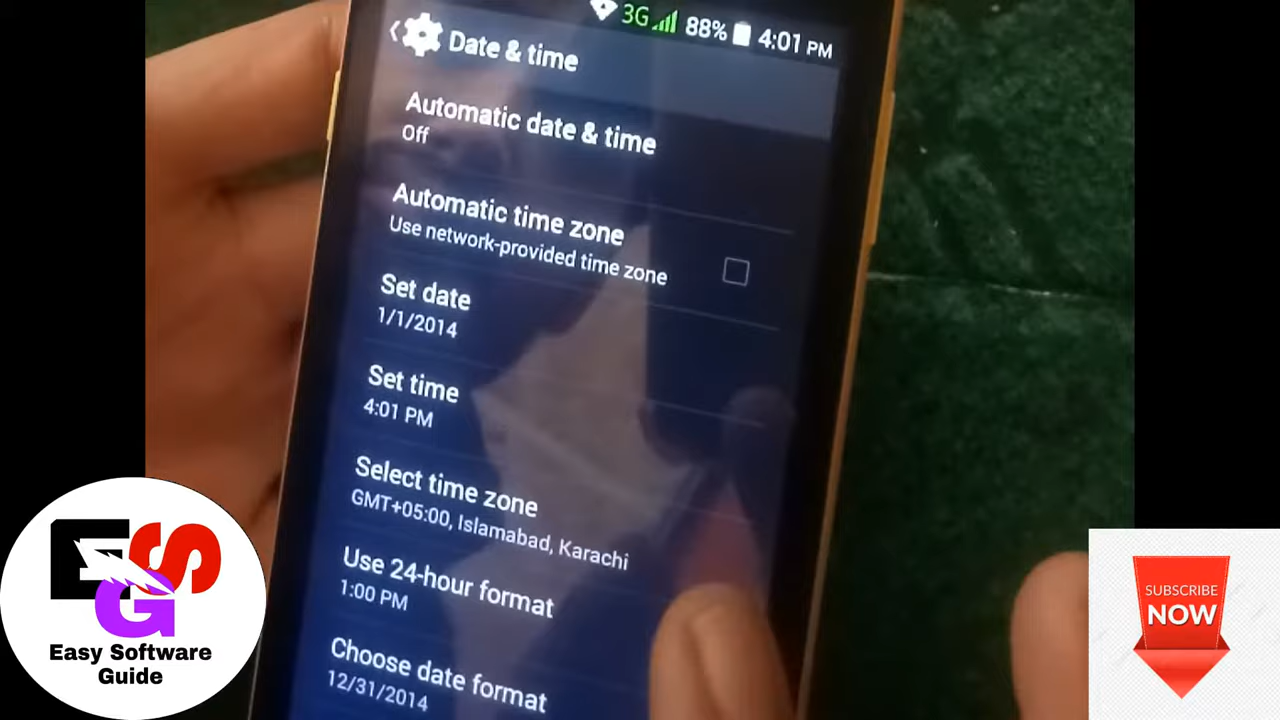 3G 88% 4:01 PM
Date & time
Automatic date & time
Off
Automatic time zone
Use network-provided time zone
Set date
1/1/2014
Set time
4:01 PM
Select time zone
GMT+05:00, Islamabad, Karachi
Use 24-hour format
1:00 PM
Choose date format
12/31/2014
ESG
Easy Software
Guide
SUBSCRIBE
NOW